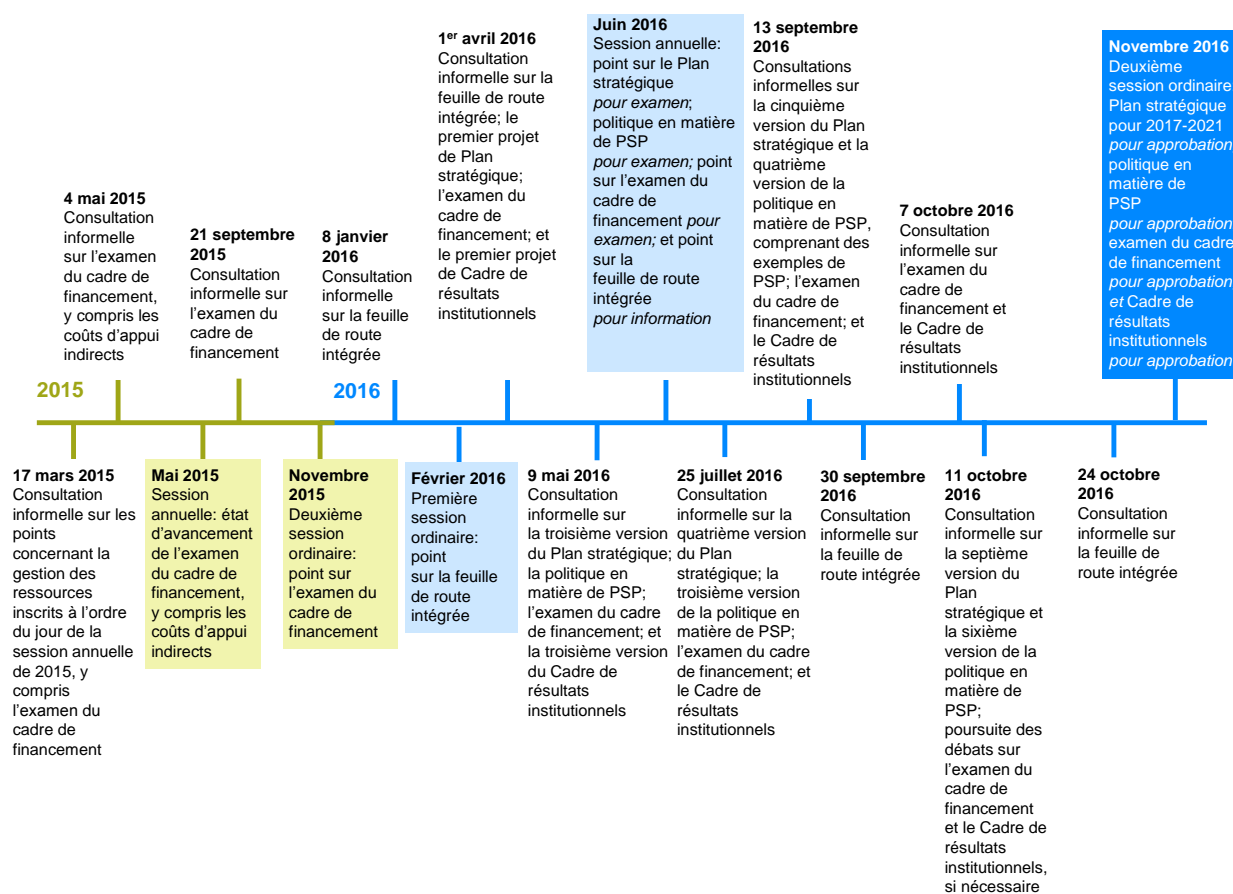 4 mai 2015
Consultation
informelle
sur l'examen
du cadre de
financement,
y compris les
coûts d'appui
indirects
21 septembre
2015
Consultation
informelle sur
l'examen du
cadre de
financement
8 janvier
2016
Consultation
informelle
sur la feuille
de route
intégrée
1er avril 2016
Consultation
informelle sur la
feuille de route
intégrée; le
premier projet
de Plan
stratégique;
l'examen du
cadre de
financement; et
le premier projet
de Cadre de
résultats
institutionnels
Juin 2016
Session annuelle:
point sur le Plan
stratégique
pour examen;
politique en matière
de PSP
pour examen; point
sur l'examen du
cadre de
financement pour
examen; et point
sur la
feuille de route
intégrée
pour information
13 septembre
2016
Consultations
informelles sur
la cinquième
version du Plan
stratégique et la
quatrième
version de la
politique en
matière de PSP,
comprenant des
exemples de
PSP; l'examen
du cadre de
financement; et
le Cadre de
résultats
institutionnels
7 octobre 2016
Consultation
informelle sur
l'examen du
cadre de
financement et
le Cadre de
résultats
institutionnels
Novembre 2016
Deuxième
session ordinaire
Plan stratégique
pour 2017-2021
pour approbation
politique en
matière de
PSP
pour approbation
examen du cadre
de financement
pour approbation
et Cadre de
résultats
institutionnels
pour approbation
2015
2016
17 mars 2015
Consultation
informelle sur les
points
concernant la
gestion des
ressources
inscrits à l'ordre
du jour de la
session annuelle
de 2015, y
compris
l'examen du
cadre de
financement
Mai 2015
Session
annuelle: état
d'avancement
de l'examen
du cadre de
financement,
y compris les
coûts d'appui
indirects
Novembre
2015
Deuxième
session
ordinaire:
point sur
l'examen du
cadre de
financement
Février 2016
Première
session
ordinaire:
point
sur la feuille
de route
intégrée
9 mai 2016
Consultation
informelle sur
la troisième version
du Plan stratégique;
la politique en
matière de PSP;
l'examen du cadre
de financement; et
la troisième version
du Cadre de
résultats
institutionnels
25 juillet 2016
Consultation
informelle sur la
quatrième version
du Plan
stratégique; la
troisième version
de la politique en
matière de PSP;
l'examen du cadre
de financement; et
le Cadre de
résultats
institutionnels
30 septembre
2016
Consultation
informelle sur
la feuille de
route intégrée
11 octobre
2016
Consultation
informelle sur
la septième
version du
Plan
stratégique et
la sixième
version de la
politique en
matière de
PSP;
poursuite des
débats sur
l'examen du
cadre de
financement
et le Cadre de
résultats
institutionnels,
si nécessaire
24 octobre
2016
Consultation
informelle
sur la feuille de
route intégrée